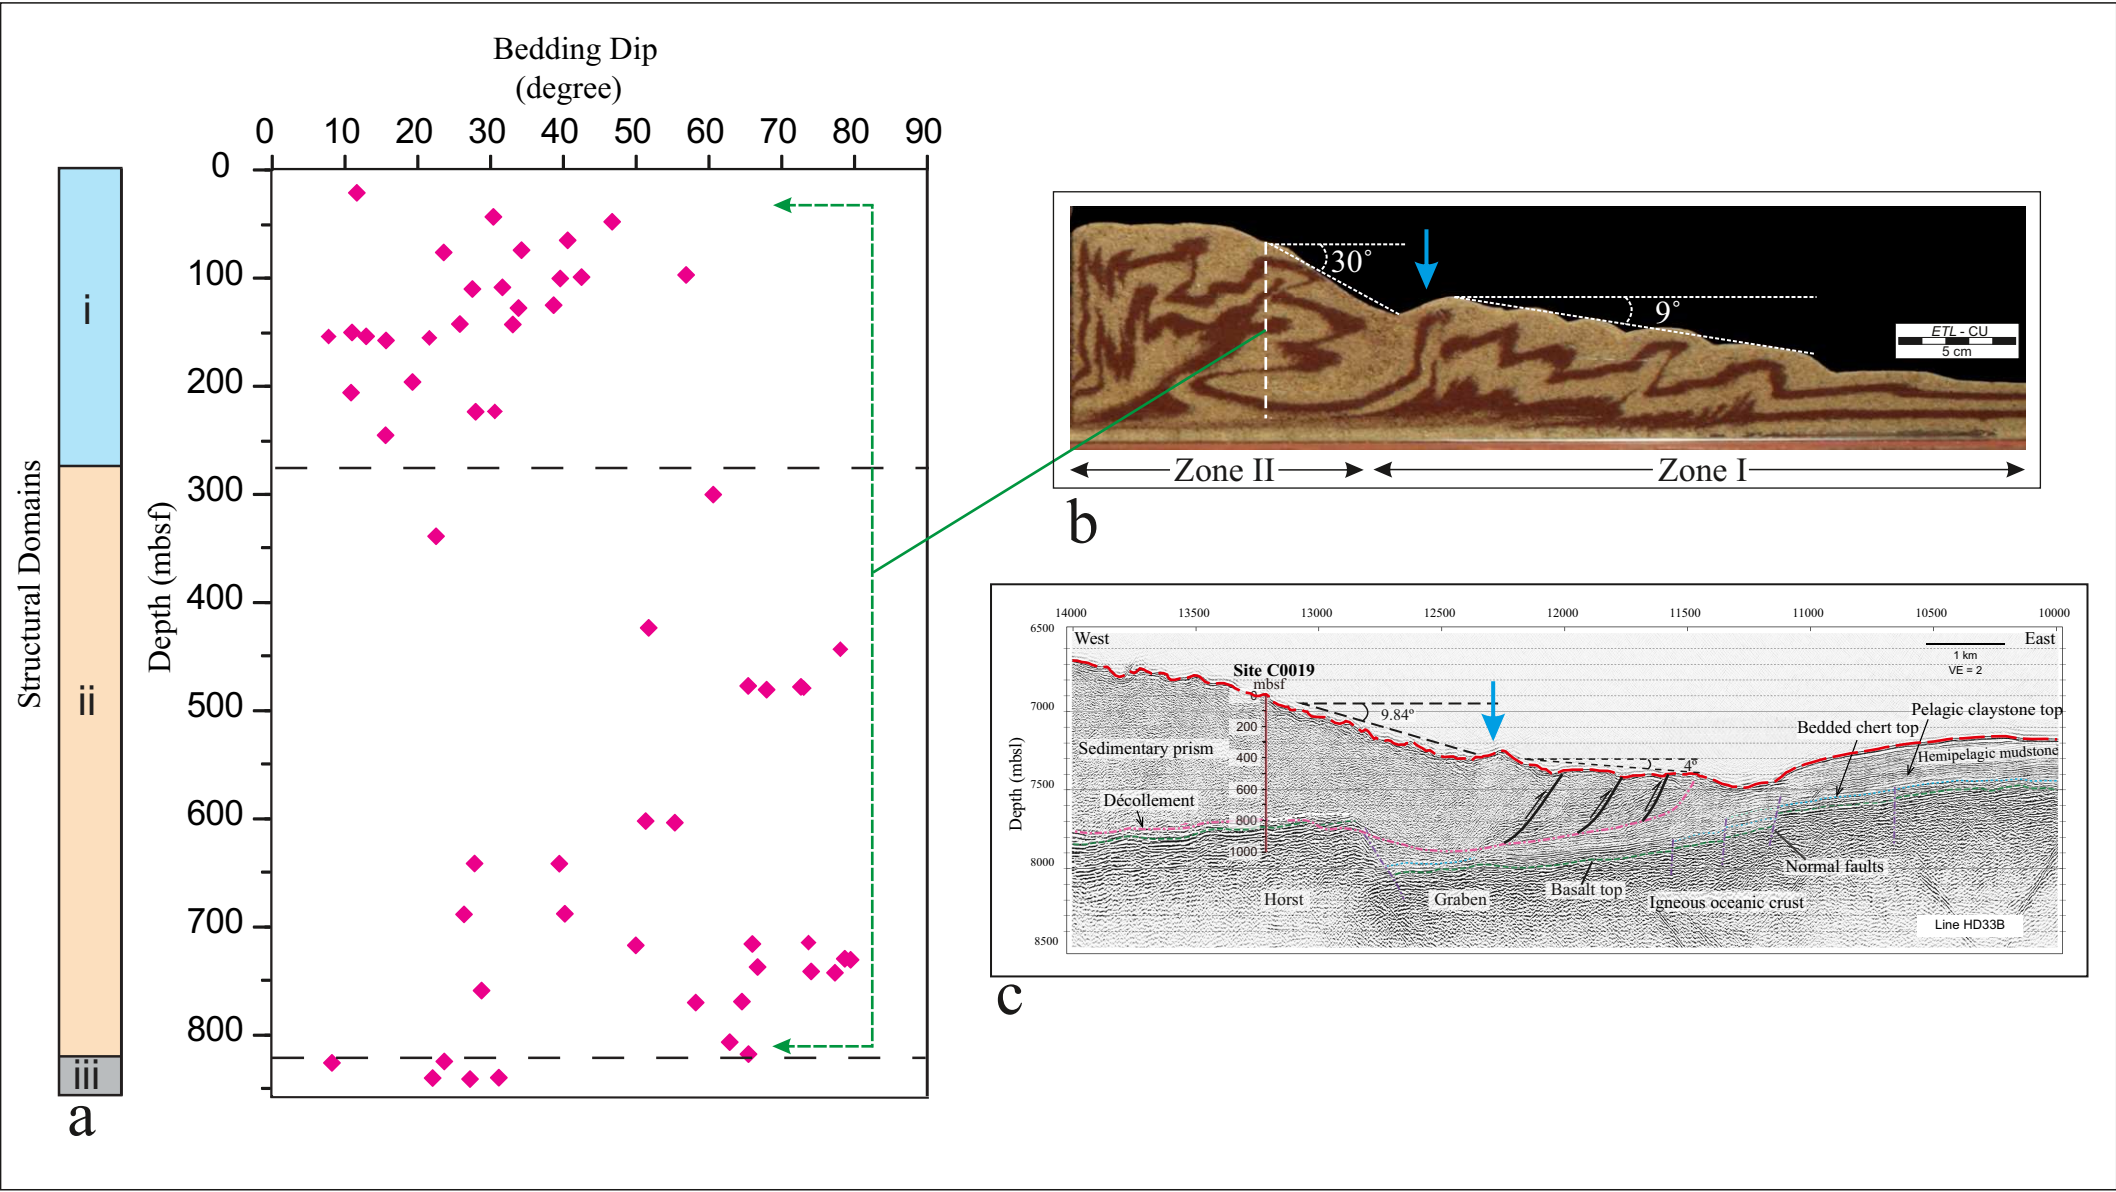 Bedding Dip
(degree)
0 10 20 30 40 50 60 70 80 90
0
100
200
300
400
500
600
700
800
Depth (mbsf)
Structural Domains
i
ii
iii
a
30°
9°
ETL - CU
5 cm
Zone II
Zone I
b
14000 13500 13000 12500 12000 11500 11000 10500 10000
6500
7000
7500
8000
8500
Depth (mbsl)
West
East
1 km
VE = 2
Site C0019
mbsf
0
200
400
600
800
1000
9.84°
4°
Pelagic claystone top
Bedded chert top
Hemipelagic mudstone
Sedimentary prism
Décollement
Normal faults
Basalt top
Igneous oceanic crust
Horst
Graben
Line HD33B
c